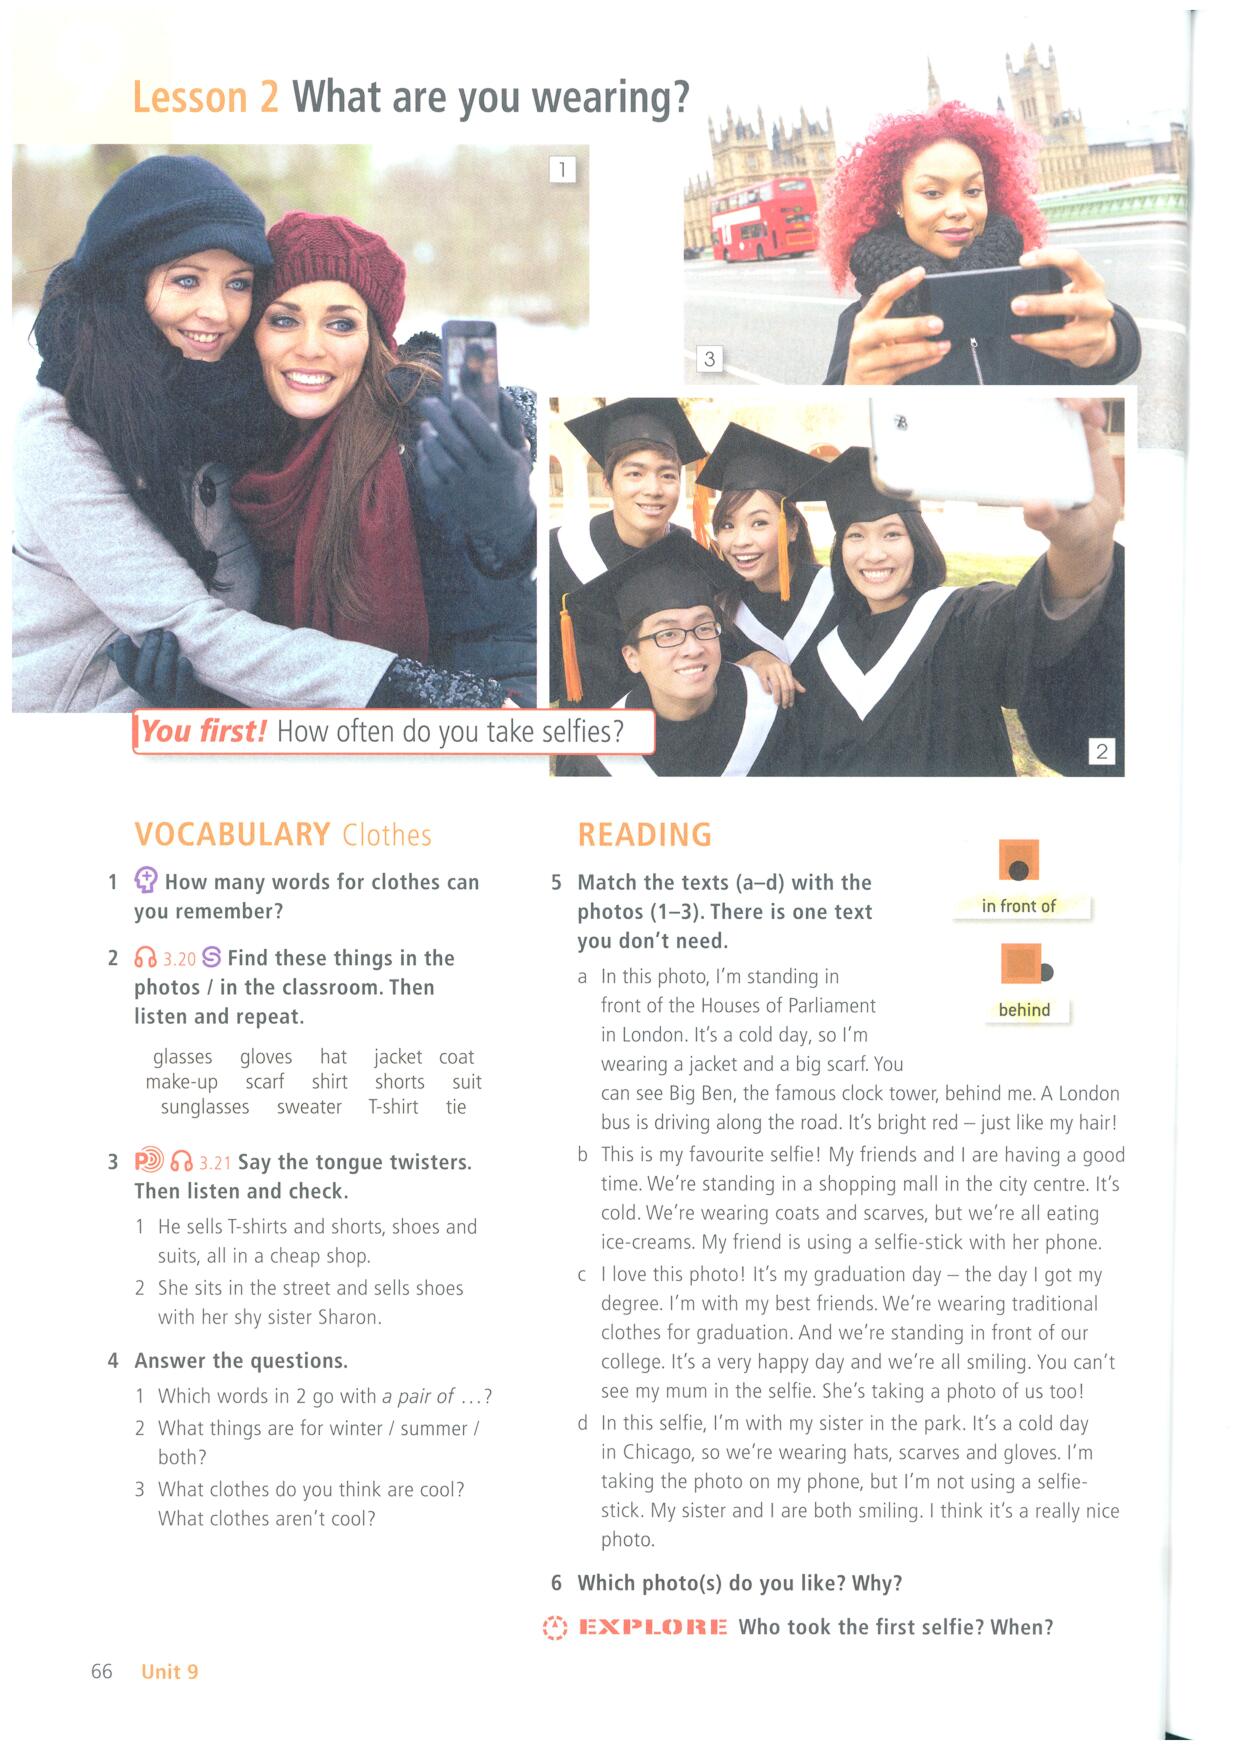 Lesson 2 What are you wearing?
1
3
2
You first! How often do you take selfies?
VOCABULARY Clothes
1 How many words for clothes can
you remember?
2 3.20 S Find these things in the
photos / in the classroom. Then
listen and repeat.
glasses gloves hat jacket coat
make-up scarf shirt shorts suit
sunglasses sweater T-shirt tie
3 P 3.21 Say the tongue twisters.
Then listen and check.
1 He sells T-shirts and shorts, shoes and
suits, all in a cheap shop.
2 She sits in the street and sells shoes
with her shy sister Sharon.
4 Answer the questions.
1 Which words in 2 go with a pair of ...?
2 What things are for winter / summer /
both?
3 What clothes do you think are cool?
What clothes aren't cool?
READING
5 Match the texts (a–d) with the
photos (1–3). There is one text
you don't need.
in front of
behind
a In this photo, I'm standing in
front of the Houses of Parliament
in London. It's a cold day, so I'm
wearing a jacket and a big scarf. You
can see Big Ben, the famous clock tower, behind me. A London
bus is driving along the road. It's bright red – just like my hair!
b This is my favourite selfie! My friends and I are having a good
time. We're standing in a shopping mall in the city centre. It's
cold. We're wearing coats and scarves, but we're all eating
ice-creams. My friend is using a selfie-stick with her phone.
c I love this photo! It's my graduation day – the day I got my
degree. I'm with my best friends. We're wearing traditional
clothes for graduation. And we're standing in front of our
college. It's a very happy day and we're all smiling. You can't
see my mum in the selfie. She's taking a photo of us too!
d In this selfie, I'm with my sister in the park. It's a cold day
in Chicago, so we're wearing hats, scarves and gloves. I'm
taking the photo on my phone, but I'm not using a selfie-
stick. My sister and I are both smiling. I think it's a really nice
photo.
6 Which photo(s) do you like? Why?
EXPLORE Who took the first selfie? When?
66 Unit 9